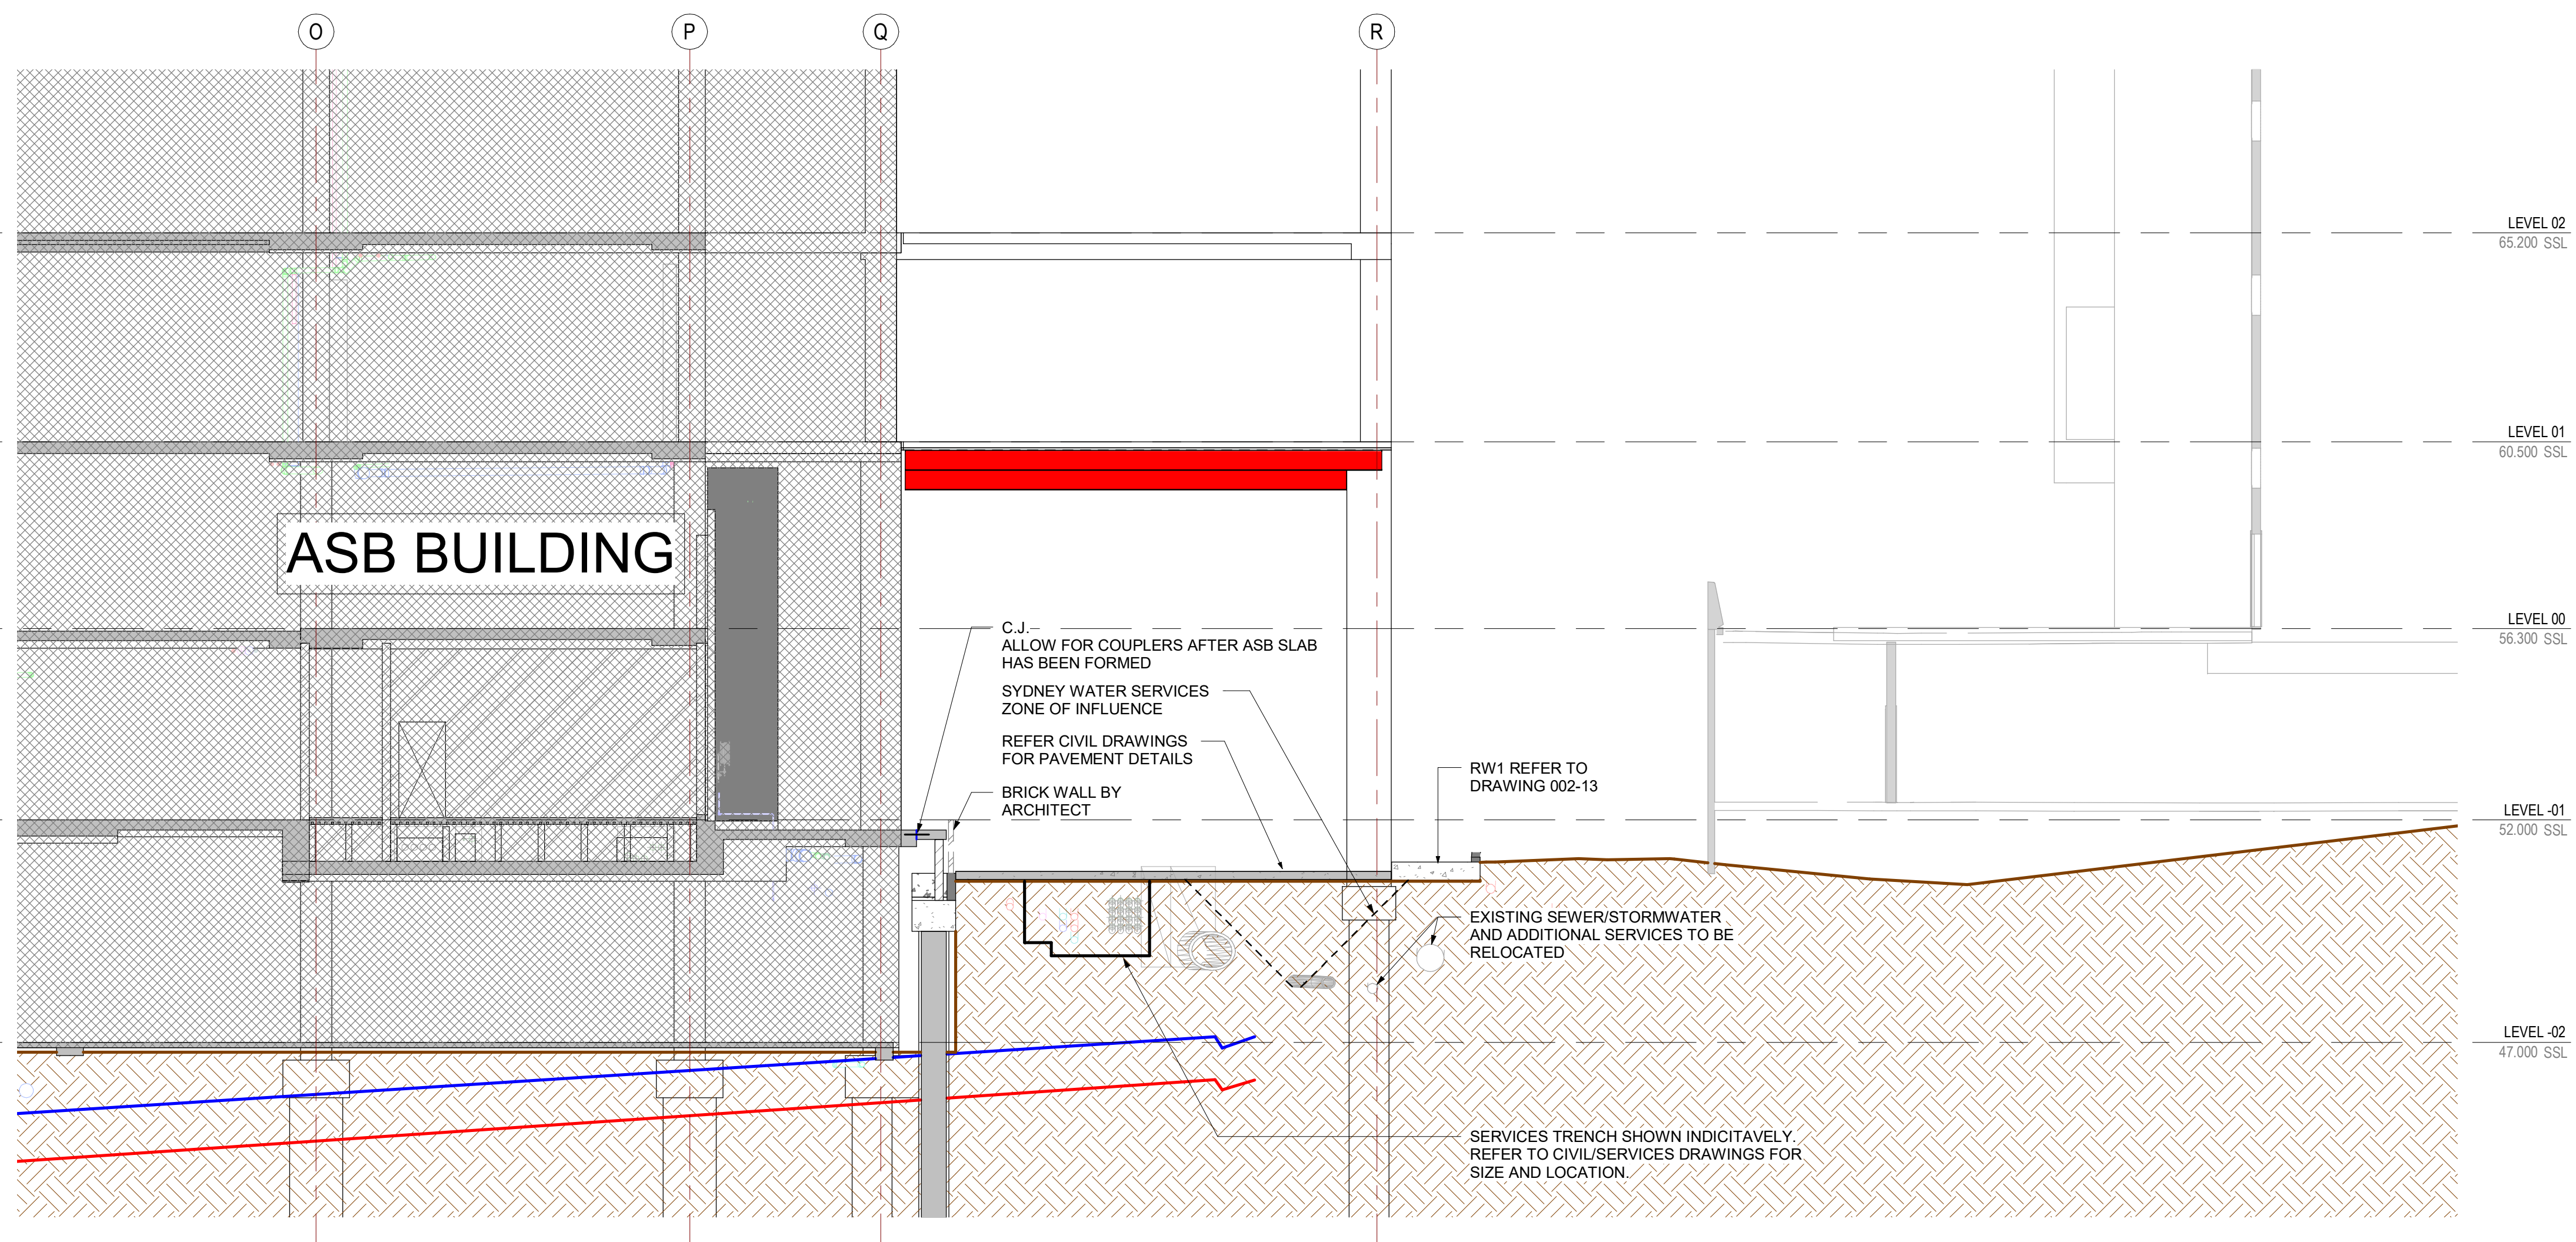 O
P
Q
R
LEVEL 02
65.200 SSL
LEVEL 01
60.500 SSL
ASB BUILDING
C.J.
ALLOW FOR COUPLERS AFTER ASB SLAB
HAS BEEN FORMED
LEVEL 00
56.300 SSL
SYDNEY WATER SERVICES
ZONE OF INFLUENCE
REFER CIVIL DRAWINGS
FOR PAVEMENT DETAILS
BRICK WALL BY
ARCHITECT
RW1 REFER TO
DRAWING 002-13
LEVEL -01
52.000 SSL
EXISTING SEWER/STORMWATER
AND ADDITIONAL SERVICES TO BE
RELOCATED
LEVEL -02
47.000 SSL
SERVICES TRENCH SHOWN INDICITAVELY.
REFER TO CIVIL/SERVICES DRAWINGS FOR
SIZE AND LOCATION.